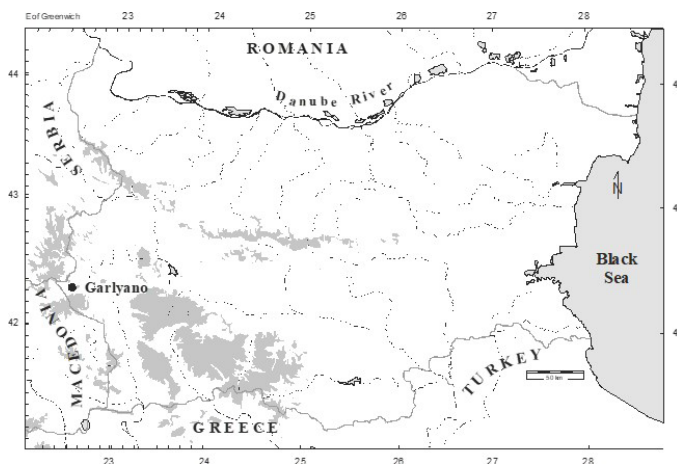 E of Greenwich
23
24
25
26
27
28
ROMANIA
44
Danube River
SERBIA
43
N
Black
Sea
Garlyano
MACEDONIA
42
TURKEY
50 km
GREECE
23
24
25
26
27
28